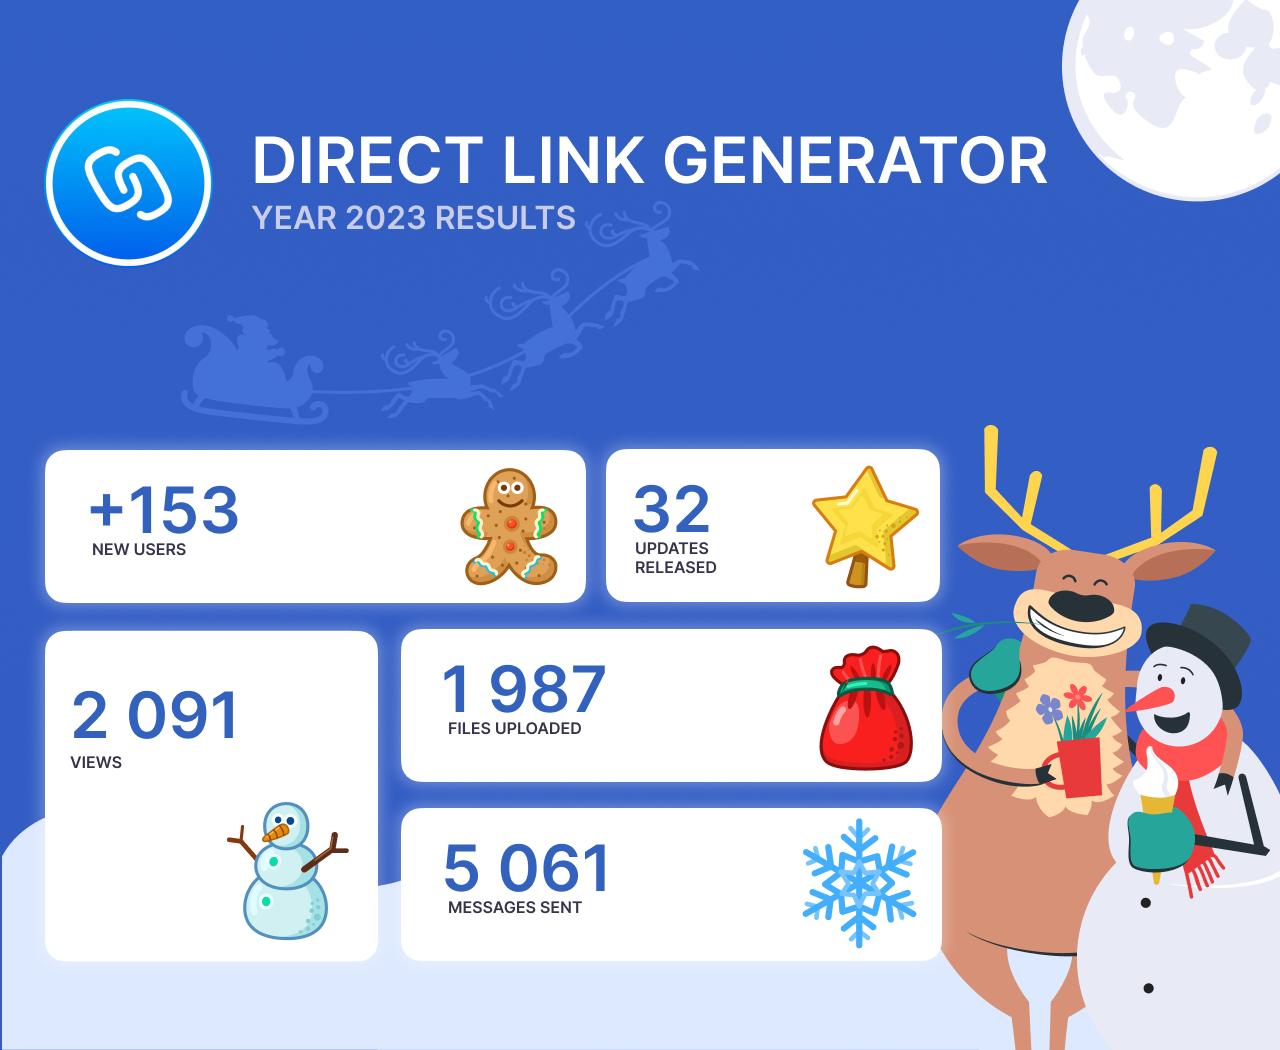 DIRECT LINK GENERATOR
YEAR 2023 RESULTS
+153
NEW USERS
32
UPDATES
RELEASED
2 091
VIEWS
1 987
FILES UPLOADED
5 061
MESSAGES SENT